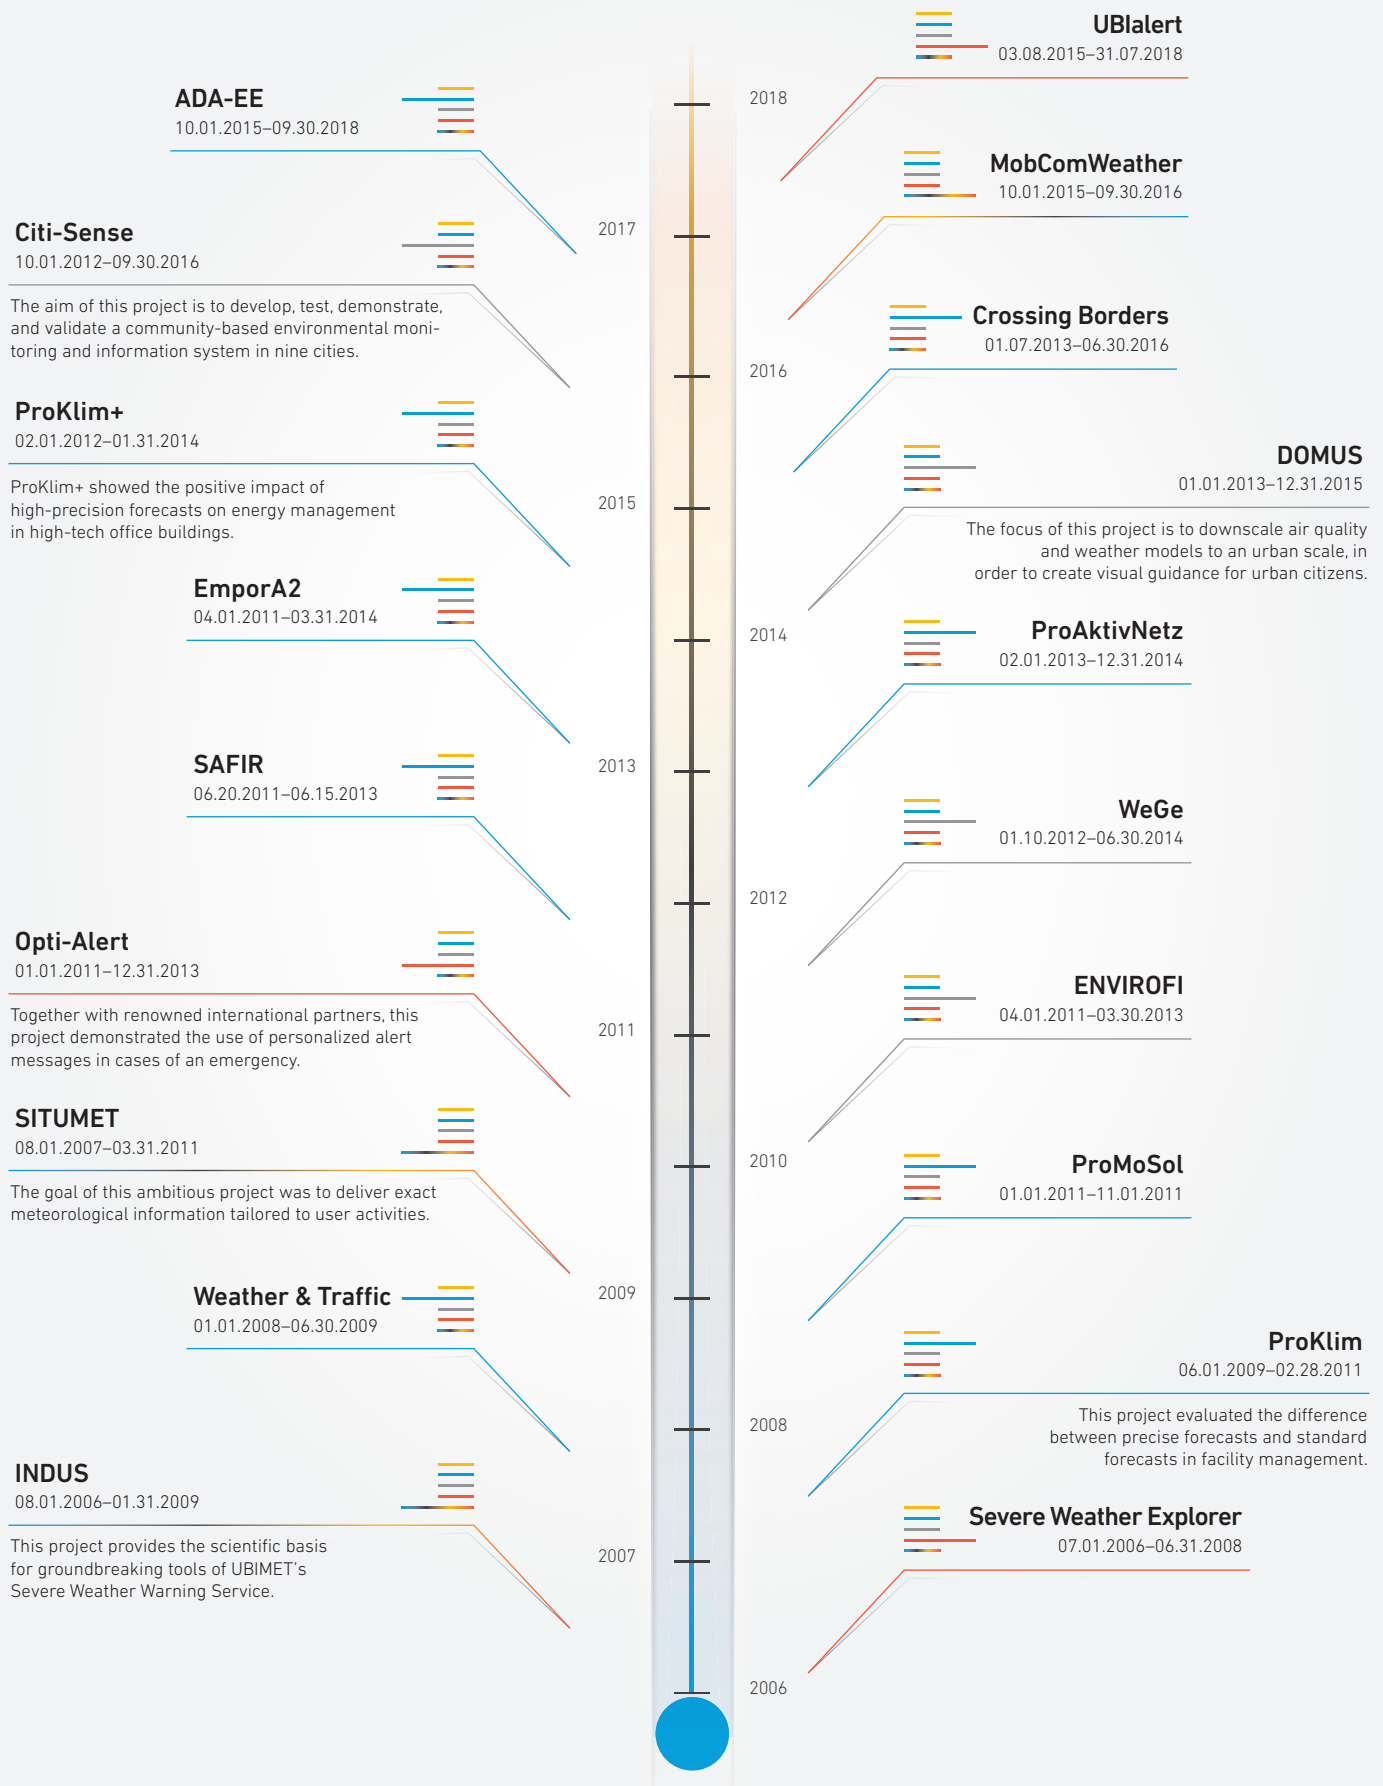 UBIalert
03.08.2015–31.07.2018
2018
ADA-EE
10.01.2015–09.30.2018
MobComWeather
10.01.2015–09.30.2016
2017
Citi-Sense
10.01.2012–09.30.2016
The aim of this project is to develop, test, demonstrate,
and validate a community-based environmental moni-
toring and information system in nine cities.
Crossing Borders
01.07.2013–06.30.2016
2016
ProKlim+
02.01.2012–01.31.2014
ProKlim+ showed the positive impact of
high-precision forecasts on energy management
in high-tech office buildings.
DOMUS
01.01.2013–12.31.2015
The focus of this project is to downscale air quality
and weather models to an urban scale, in
order to create visual guidance for urban citizens.
2015
EmporA2
04.01.2011–03.31.2014
2014
ProAktivNetz
02.01.2013–12.31.2014
SAFIR
06.20.2011–06.15.2013
2013
WeGe
01.10.2012–06.30.2014
2012
Opti-Alert
01.01.2011–12.31.2013
Together with renowned international partners, this
project demonstrated the use of personalized alert
messages in cases of an emergency.
ENVIROFI
04.01.2011–03.30.2013
2011
SITUMET
08.01.2007–03.31.2011
The goal of this ambitious project was to deliver exact
meteorological information tailored to user activities.
2010
ProMoSol
01.01.2011–11.01.2011
Weather & Traffic
01.01.2008–06.30.2009
2009
ProKlim
06.01.2009–02.28.2011
This project evaluated the difference
between precise forecasts and standard
forecasts in facility management.
2008
INDUS
08.01.2006–01.31.2009
This project provides the scientific basis
for groundbreaking tools of UBIMET's
Severe Weather Warning Service.
Severe Weather Explorer
07.01.2006–06.31.2008
2007
2006